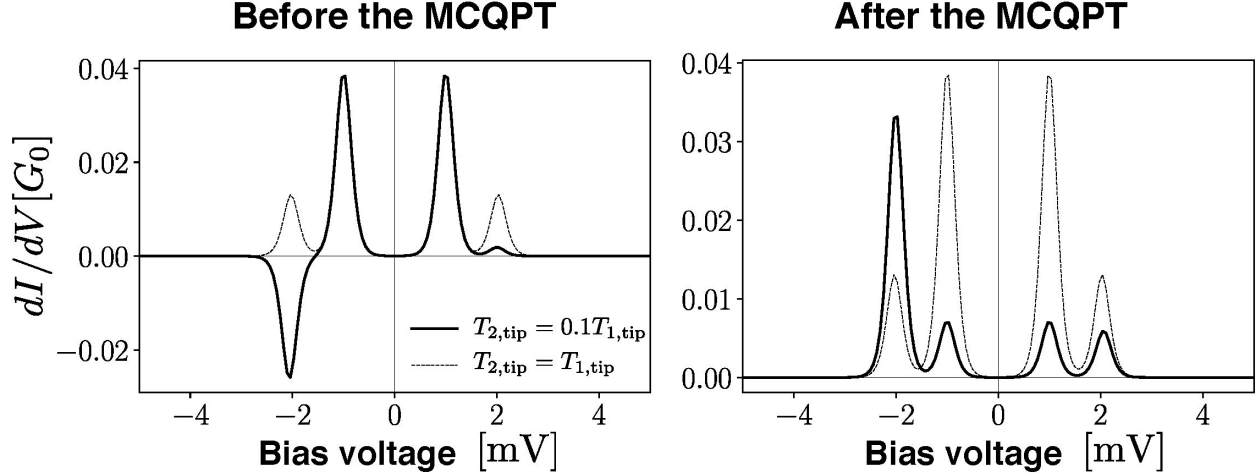 Before the MCQPT
After the MCQPT
dI/dV[G₀]
0.04
0.02
0.00
−0.02
T₂,tip = 0.1T₁,tip
T₂,tip = T₁,tip
−4 −2 0 2 4
Bias voltage [mV]
0.04
0.03
0.02
0.01
0.00
−4 −2 0 2 4
Bias voltage [mV]